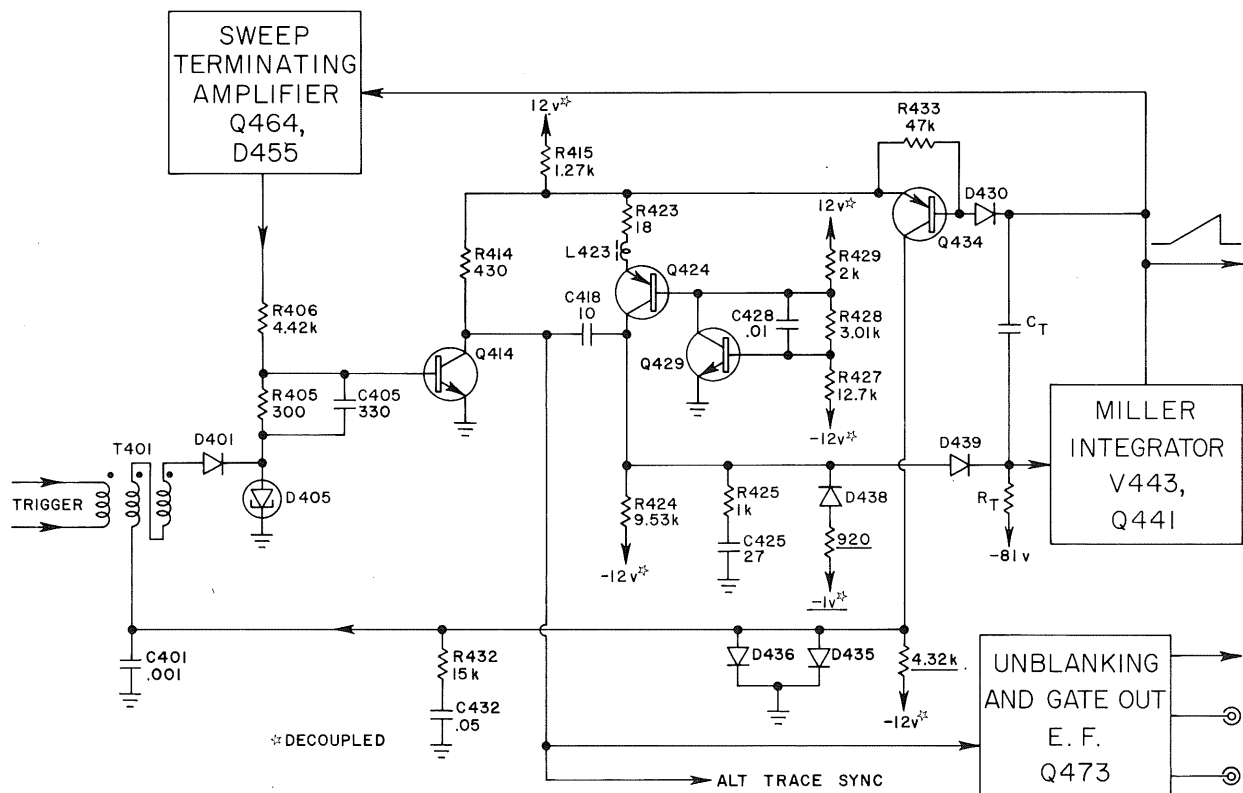 SWEEP
TERMINATING
AMPLIFIER
Q464,
D455
12v☆
R415
1.27k
R433
47k
D430
Q434
R423
18
L423
Q424
12v☆
R429
2k
R414
430
C418
10
C428
.01
R428
3.01k
Q429
R427
12.7k
-12v☆
R406
4.42k
Q414
R405
300
C405
330
CT
T401
D401
TRIGGER
D405
D439
MILLER
INTEGRATOR
V443,
Q441
RT
-81v
R424
9.53k
-12v☆
R425
1k
C425
27
D438
920
-1v☆
C401
.001
R432
15k
C432
.05
D436
D435
4.32k
-12v☆
☆DECOUPLED
UNBLANKING
AND GATE OUT
E. F.
Q473
ALT TRACE SYNC